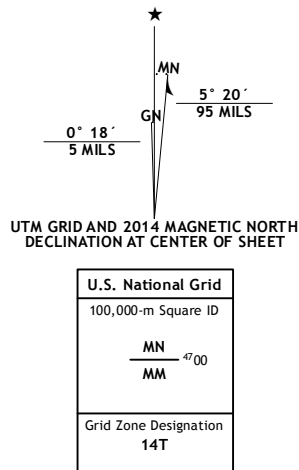 ★
MN
GN
5° 20´
95 MILS
0° 18´
5 MILS
UTM GRID AND 2014 MAGNETIC NORTH
DECLINATION AT CENTER OF SHEET
U.S. National Grid
100,000-m Square ID
MN
4700
MM
Grid Zone Designation
14T